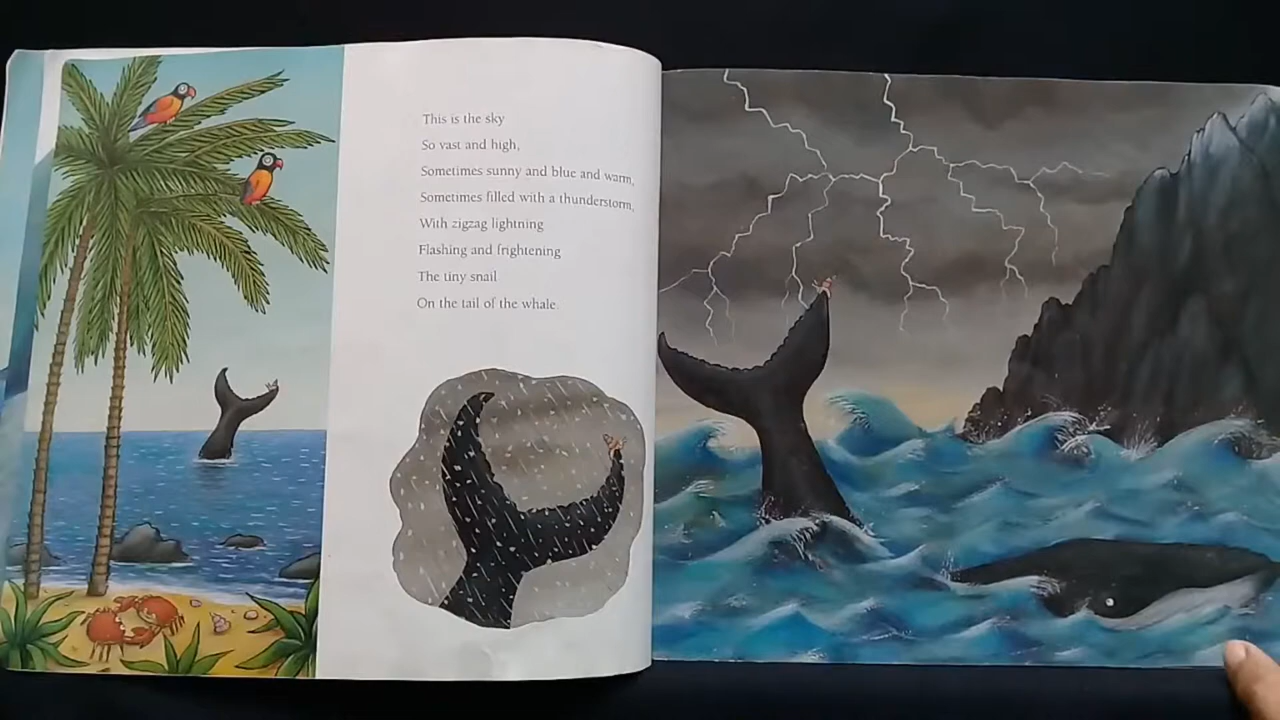 This is the sky
So vast and high,
Sometimes sunny and blue and warm,
Sometimes filled with a thunderstorm,
With zigzag lightning
Flashing and frightening
The tiny snail
On the tail of the whale.